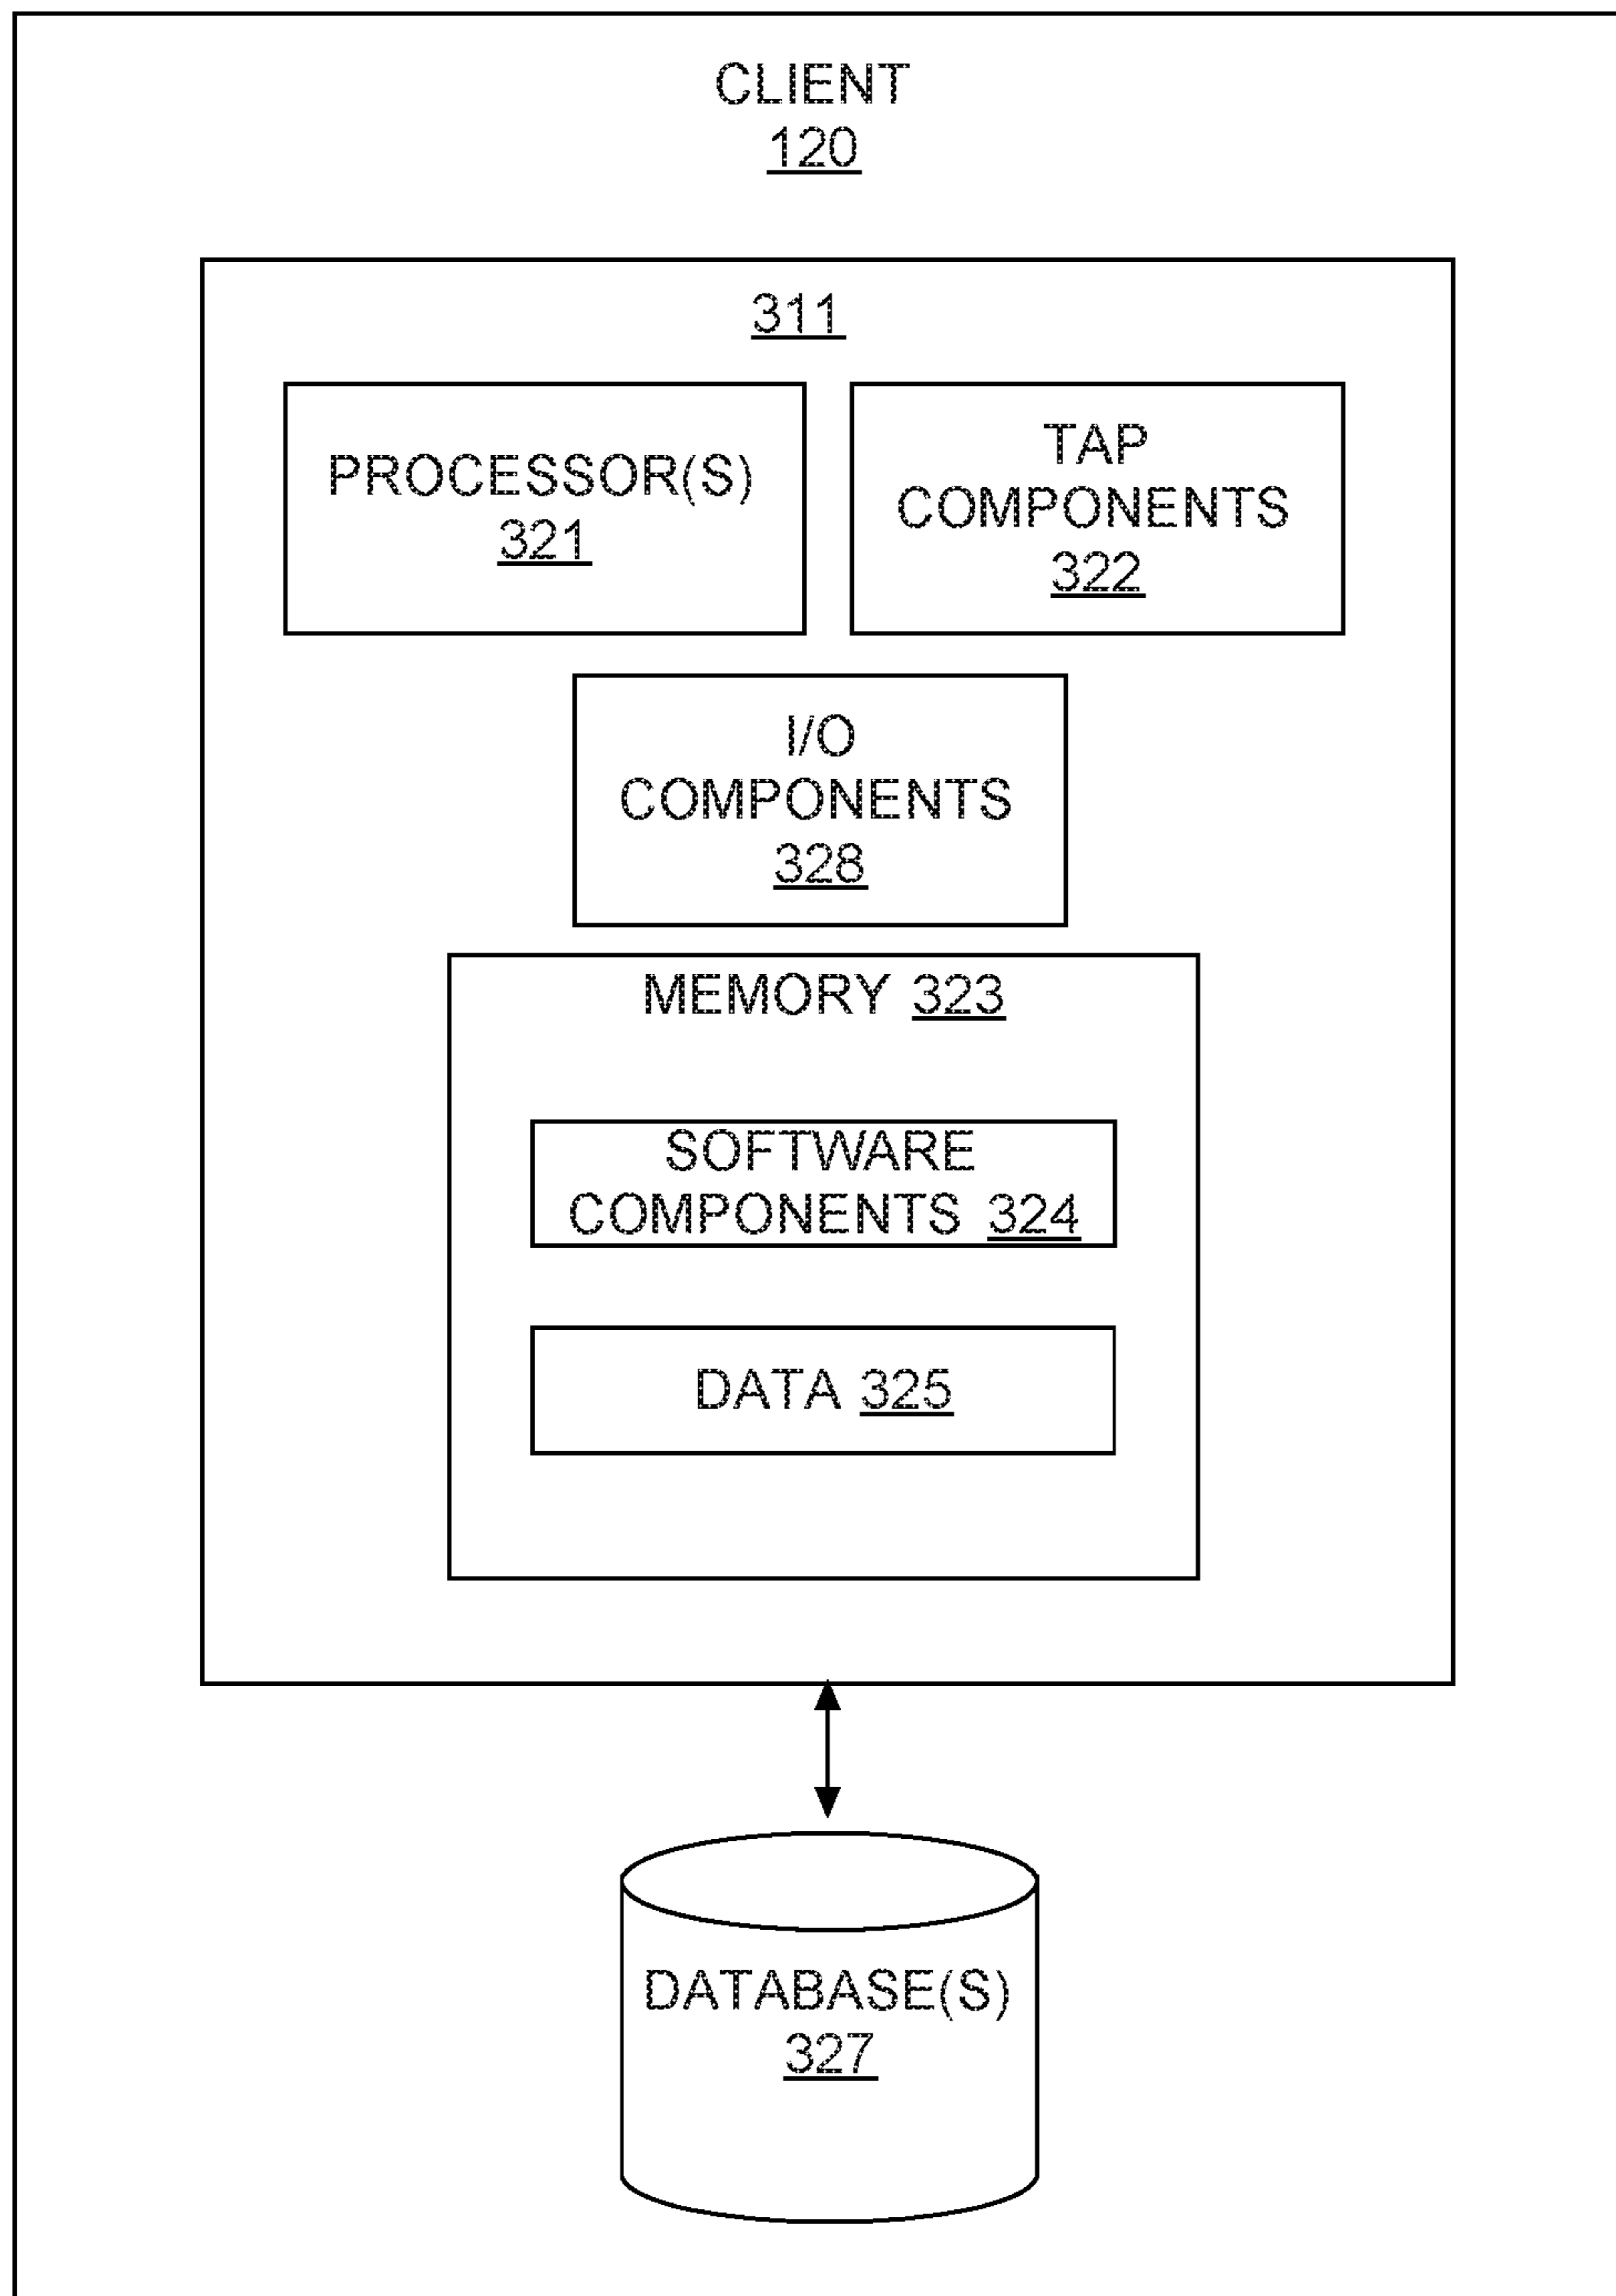 CLIENT
120
311
PROCESSOR(S)
321
TAP
COMPONENTS
322
I/O
COMPONENTS
328
MEMORY 323
SOFTWARE
COMPONENTS 324
DATA 325
DATABASE(S)
327